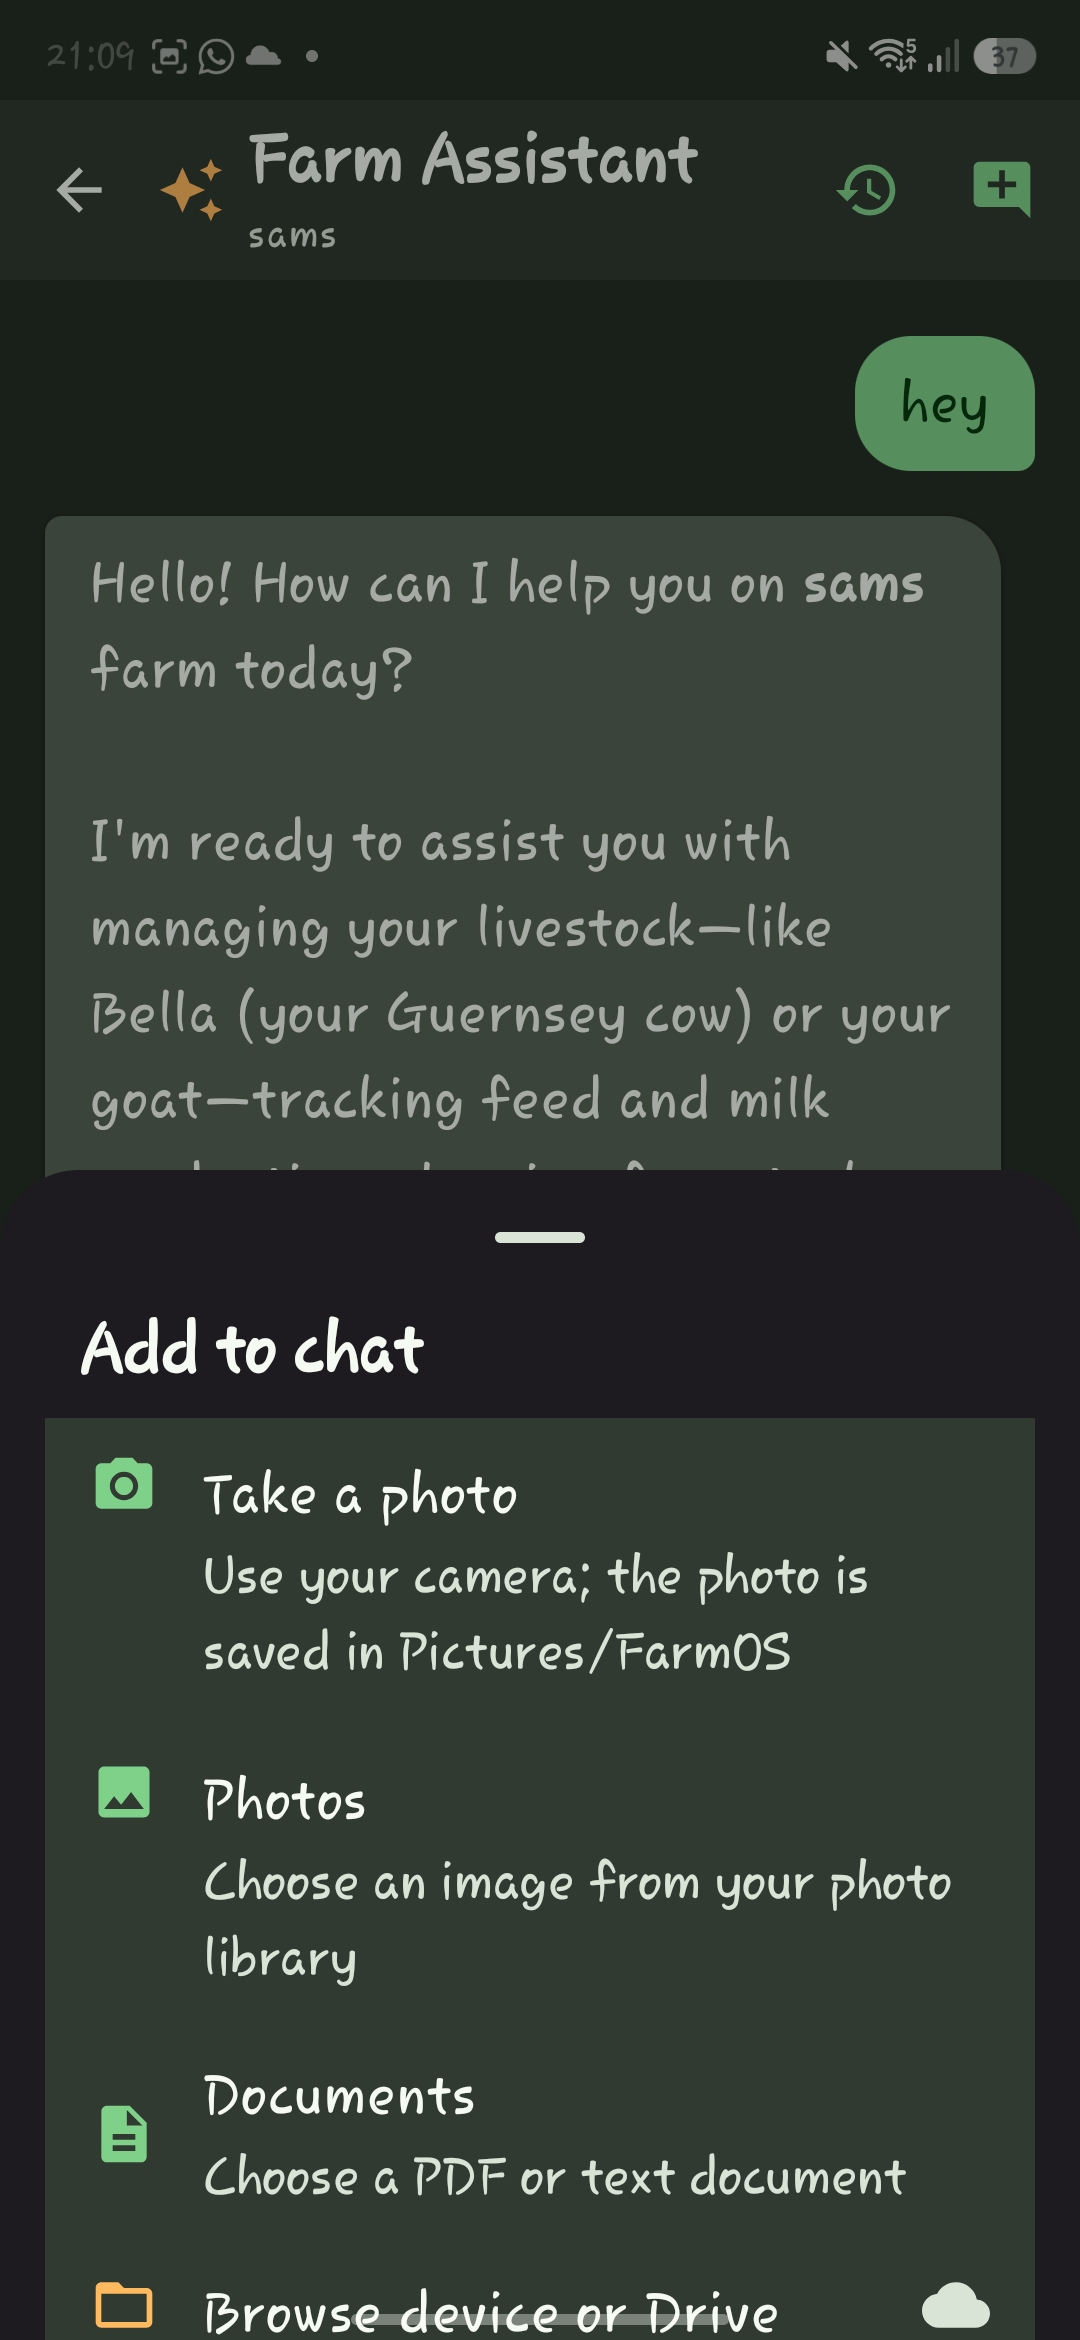 21:09
5
37
Farm Assistant
sams
hey
Hello! How can I help you on sams
farm today?
I'm ready to assist you with
managing your livestock—like
Bella (your Guernsey cow) or your
goat—tracking feed and milk
Add to chat
Take a photo
Use your camera; the photo is
saved in Pictures/FarmOS
Photos
Choose an image from your photo
library
Documents
Choose a PDF or text document
Browse device or Drive